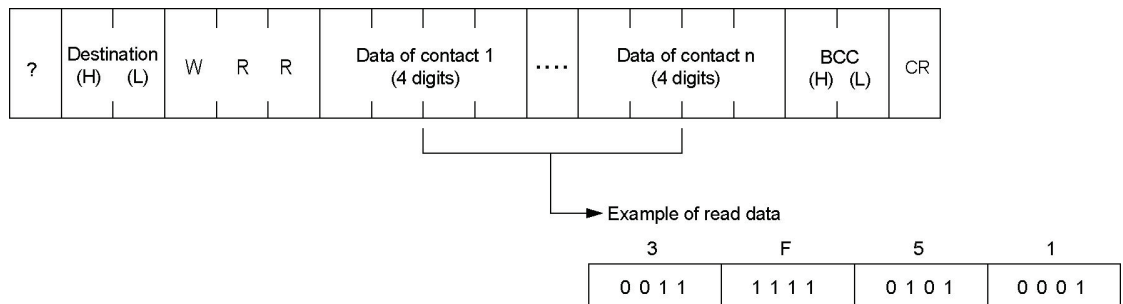 ? Destination (H) (L) W R R Data of contact 1 (4 digits) .... Data of contact n (4 digits) BCC (H) (L) CR
Example of read data
3 F 5 1
0 0 1 1 1 1 1 1 0 1 0 1 0 0 0 1